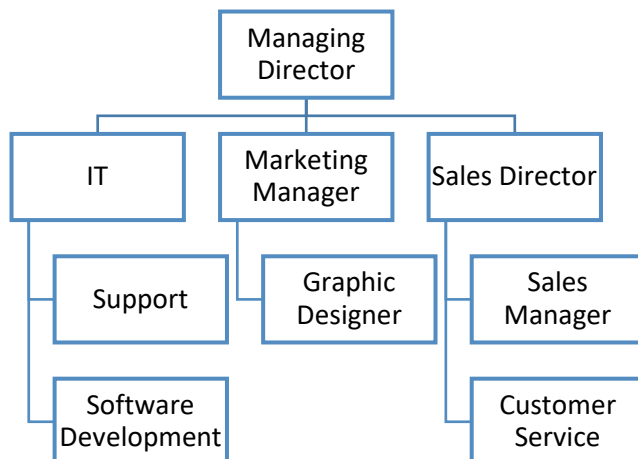 Managing
Director
IT
Marketing
Manager
Sales Director
Support
Graphic
Designer
Sales
Manager
Software
Development
Customer
Service